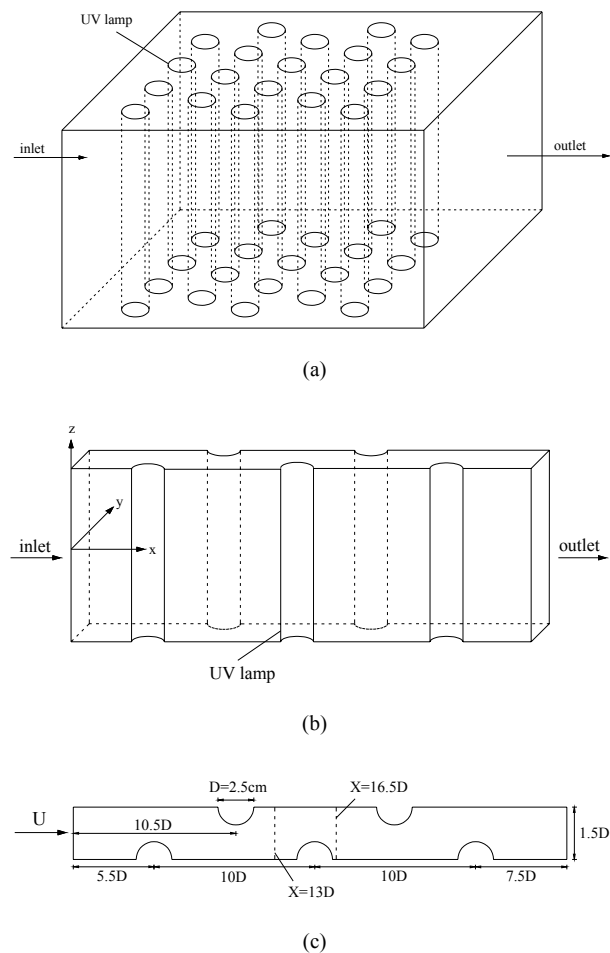 UV lamp
inlet
outlet
(a)
z
y
x
inlet
outlet
UV lamp
(b)
D=2.5cm
X=16.5D
U
10.5D
1.5D
5.5D
10D
X=13D
10D
7.5D
(c)